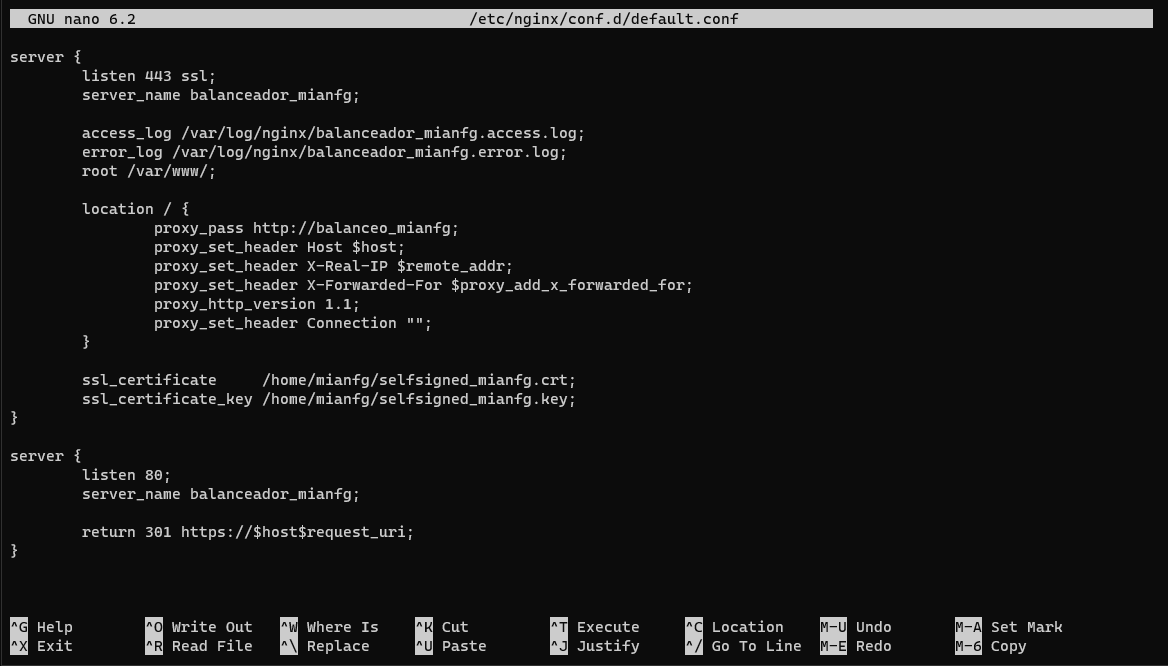 GNU nano 6.2 /etc/nginx/conf.d/default.conf
server {
listen 443 ssl;
server_name balanceador_mianfg;
access_log /var/log/nginx/balanceador_mianfg.access.log;
error_log /var/log/nginx/balanceador_mianfg.error.log;
root /var/www/;
location / {
proxy_pass http://balanceo_mianfg;
proxy_set_header Host $host;
proxy_set_header X-Real-IP $remote_addr;
proxy_set_header X-Forwarded-For $proxy_add_x_forwarded_for;
proxy_http_version 1.1;
proxy_set_header Connection "";
}
ssl_certificate /home/mianfg/selfsigned_mianfg.crt;
ssl_certificate_key /home/mianfg/selfsigned_mianfg.key;
}
server {
listen 80;
server_name balanceador_mianfg;
return 301 https://$host$request_uri;
}
^G Help ^O Write Out ^W Where Is ^K Cut ^T Execute ^C Location M-U Undo M-A Set Mark
^X Exit ^R Read File ^\ Replace ^U Paste ^J Justify ^/ Go To Line M-E Redo M-6 Copy